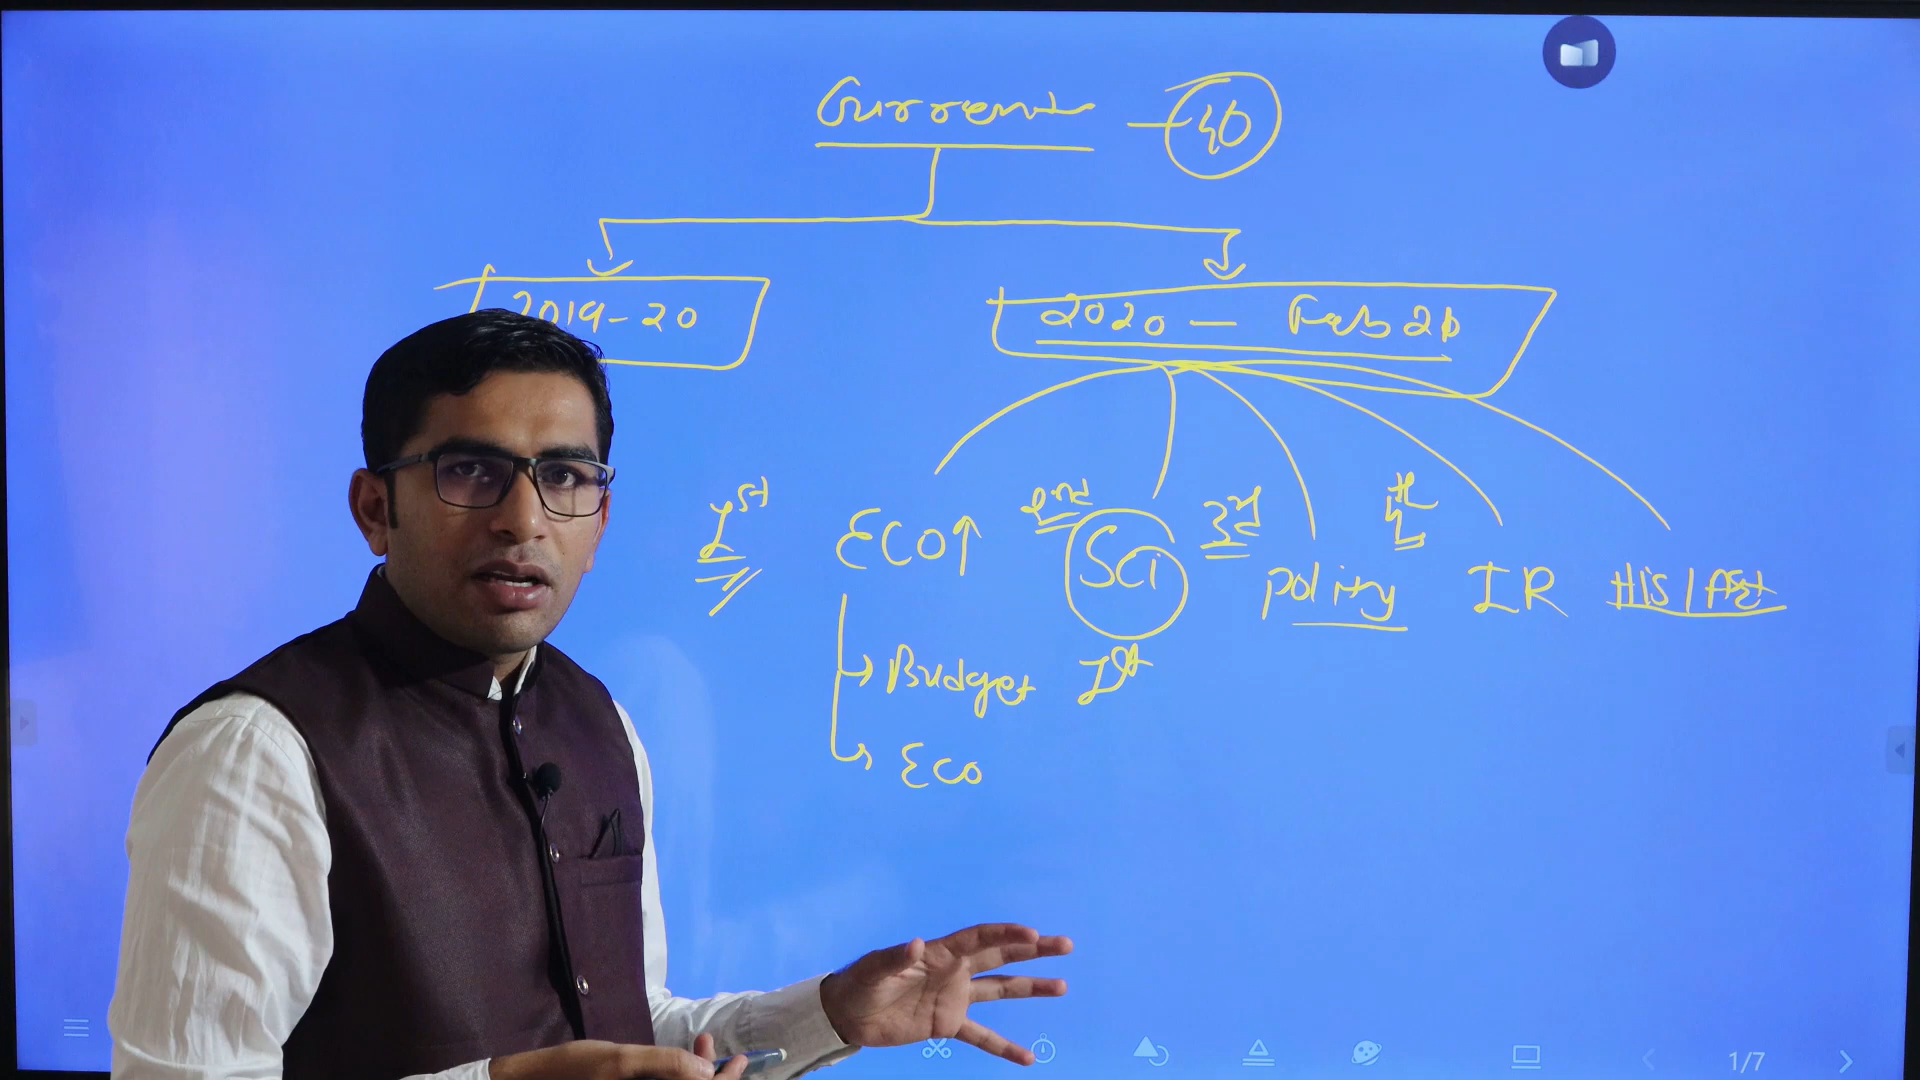 Current — 40
2019-20
2020 — Feb 21
1st ECO↑ 2nd Sci 3rd polity 4th IR His/Art
→ Budget Ist
→ Eco
1/7